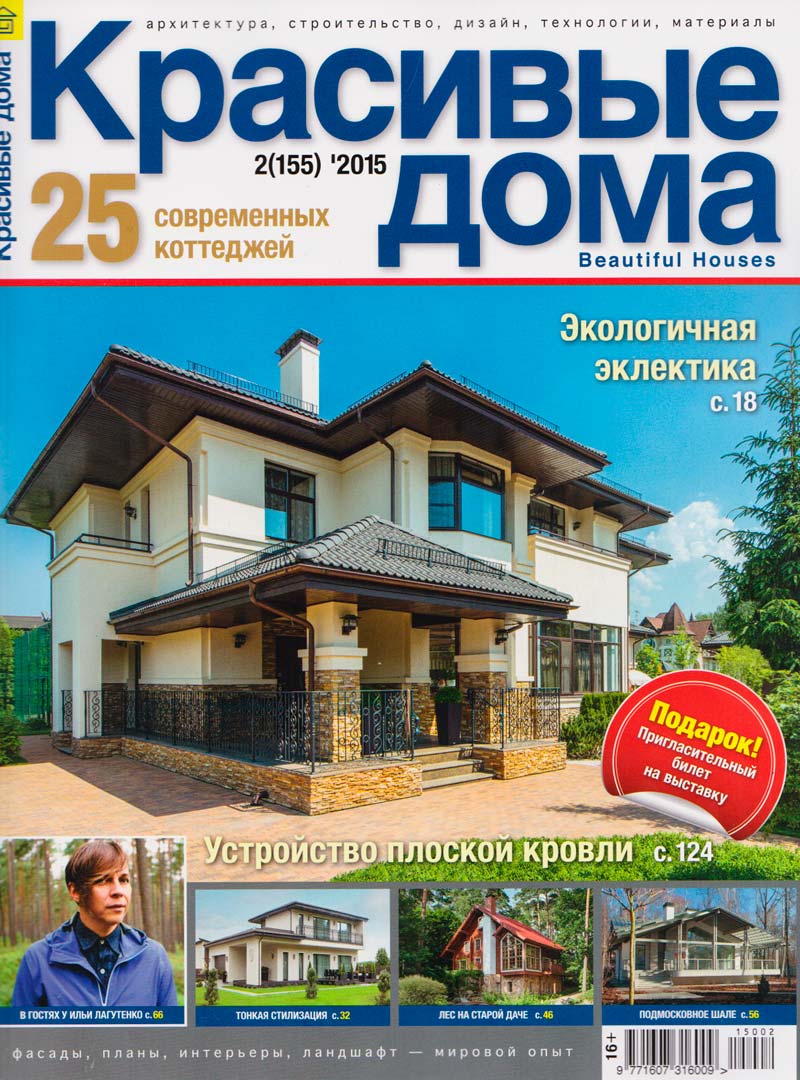 архитектура, строительство, дизайн, технологии, материалы
Красивые дома
Красивые
дома
2(155) '2015
25
современных
коттеджей
Beautiful Houses
Экологичная
эклектика
с. 18
Подарок!
Пригласительный
билет
на выставку
Устройство плоской кровли с. 124
В ГОСТЯХ У ИЛЬИ ЛАГУТЕНКО с.66
ТОНКАЯ СТИЛИЗАЦИЯ с.32
ЛЕС НА СТАРОЙ ДАЧЕ с.46
ПОДМОСКОВНОЕ ШАЛЕ с.56
фасады, планы, интерьеры, ландшафт — мировой опыт
16+
15002
9 771607 316009 >